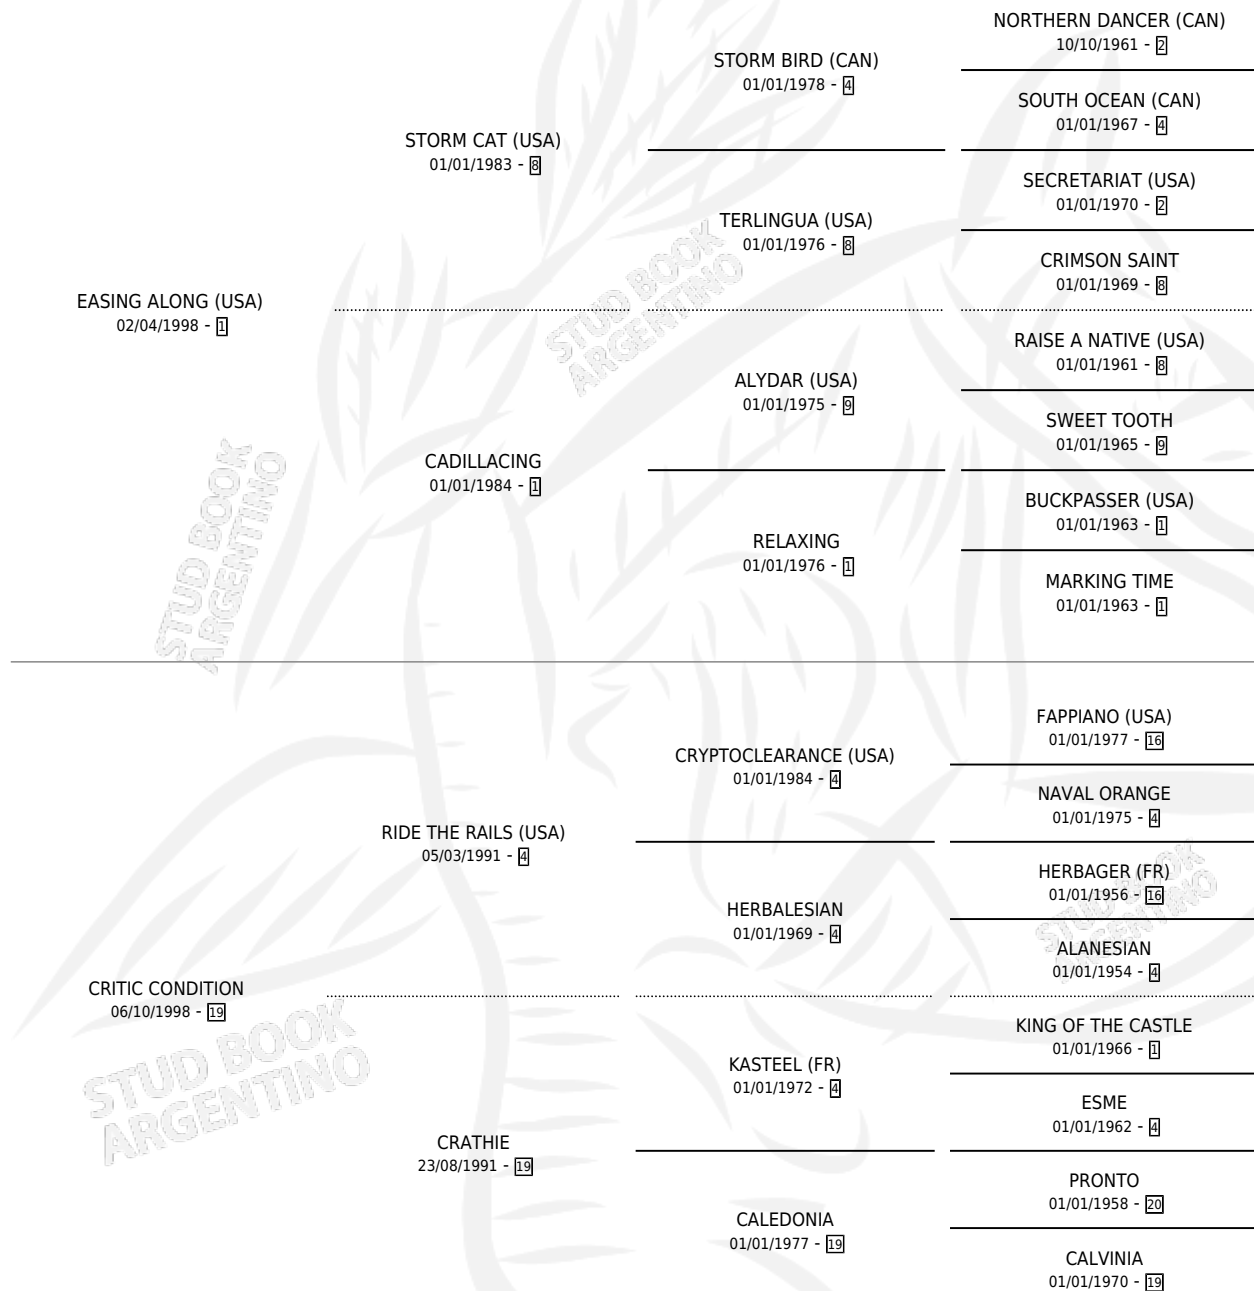 NORTHERN DANCER (CAN)
10/10/1961 - 2
STORM BIRD (CAN)
01/01/1978 - 4
SOUTH OCEAN (CAN)
01/01/1967 - 4
STORM CAT (USA)
01/01/1983 - 8
SECRETARIAT (USA)
01/01/1970 - 2
TERLINGUA (USA)
01/01/1976 - 8
CRIMSON SAINT
01/01/1969 - 8
EASING ALONG (USA)
02/04/1998 - 1
RAISE A NATIVE (USA)
01/01/1961 - 8
ALYDAR (USA)
01/01/1975 - 9
SWEET TOOTH
01/01/1965 - 9
CADILLACING
01/01/1984 - 1
BUCKPASSER (USA)
01/01/1963 - 1
RELAXING
01/01/1976 - 1
MARKING TIME
01/01/1963 - 1
FAPPIANO (USA)
01/01/1977 - 16
CRYPTOCLEARANCE (USA)
01/01/1984 - 4
NAVAL ORANGE
01/01/1975 - 4
RIDE THE RAILS (USA)
05/03/1991 - 4
HERBAGER (FR)
01/01/1956 - 16
HERBALESIAN
01/01/1969 - 4
ALANESIAN
01/01/1954 - 4
CRITIC CONDITION
06/10/1998 - 19
KING OF THE CASTLE
01/01/1966 - 1
KASTEEL (FR)
01/01/1972 - 4
ESME
01/01/1962 - 4
CRATHIE
23/08/1991 - 19
PRONTO
01/01/1958 - 20
CALEDONIA
01/01/1977 - 19
CALVINIA
01/01/1970 - 19
STUD BOOK
ARGENTINO
STUD BOOK
ARGENTINO
STUD BOOK
ARGENTINO
STUD BOOK
ARGENTINO